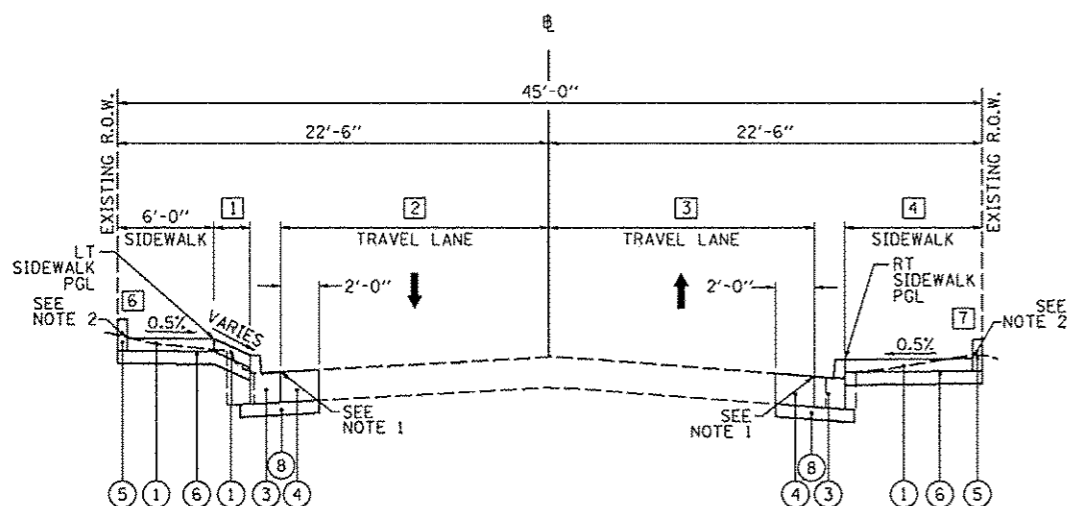 ℄
45'-0"
22'-6"
22'-6"
EXISTING R.O.W.
EXISTING R.O.W.
1
2
3
4
6'-0"
SIDEWALK
TRAVEL LANE
TRAVEL LANE
SIDEWALK
LT
SIDEWALK
PGL
RT
SIDEWALK
PGL
2'-0"
2'-0"
6
SEE
NOTE 2
0.5%
VARIES
7
SEE
NOTE 2
0.5%
SEE
NOTE 1
SEE
NOTE 1
8
8
5
1
6
1
3
4
4
3
1
6
5